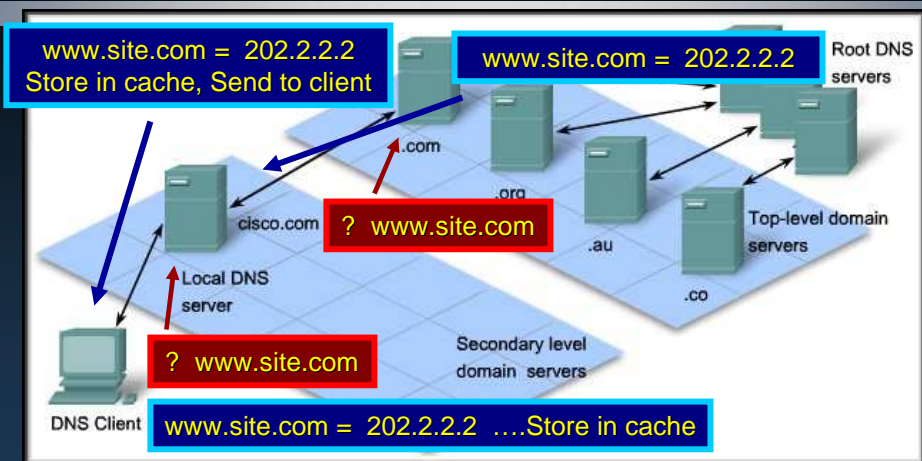 www.site.com = 202.2.2.2
Store in cache, Send to client
www.site.com = 202.2.2.2
Root DNS
servers
.com
.org
cisco.com
? www.site.com
.au
Top-level domain
servers
.co
Local DNS
server
? www.site.com
Secondary level
domain servers
DNS Client
www.site.com = 202.2.2.2 ....Store in cache